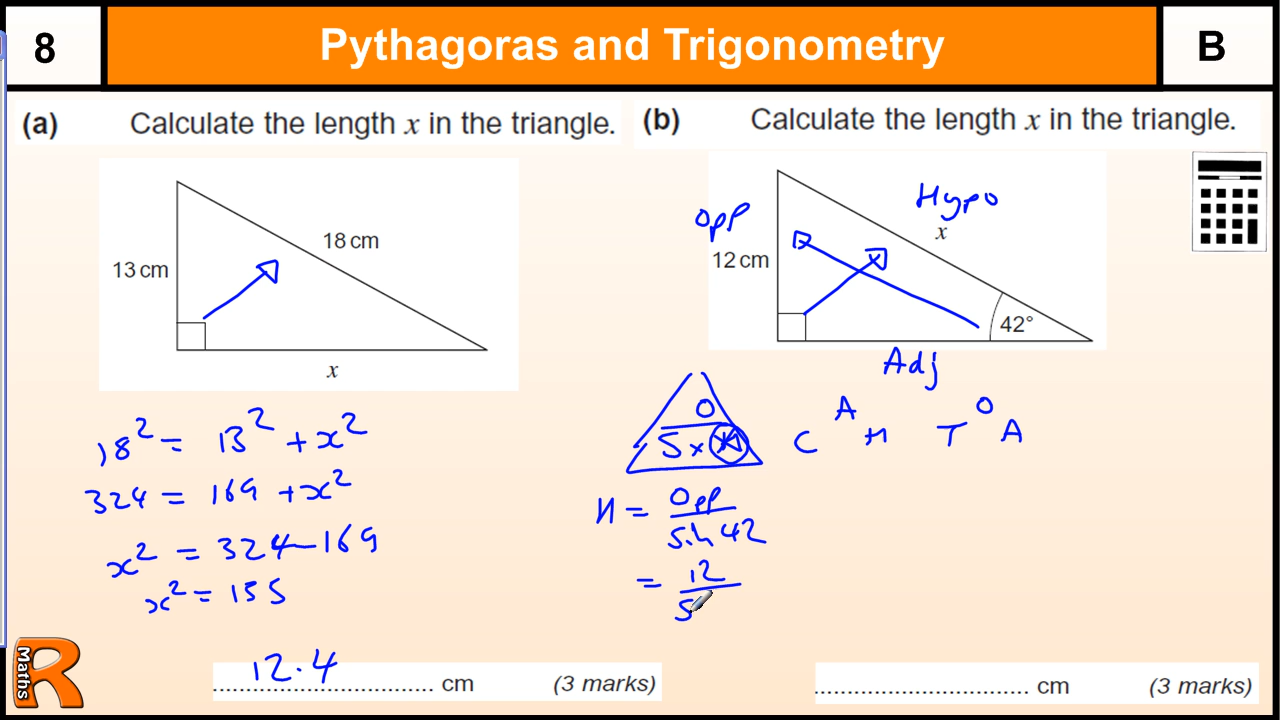 8
Pythagoras and Trigonometry
B
(a) Calculate the length x in the triangle.
13 cm
18 cm
x
18² = 13² + x²
324 = 169 + x²
x² = 324 - 169
x² = 155
12.4
.................................. cm (3 marks)
(b) Calculate the length x in the triangle.
Opp
Hypo
x
12 cm
42°
Adj
O
S x H
A
C H
O
T A
H = Opp
Sin 42
= 12
S
................................. cm (3 marks)
R
Maths